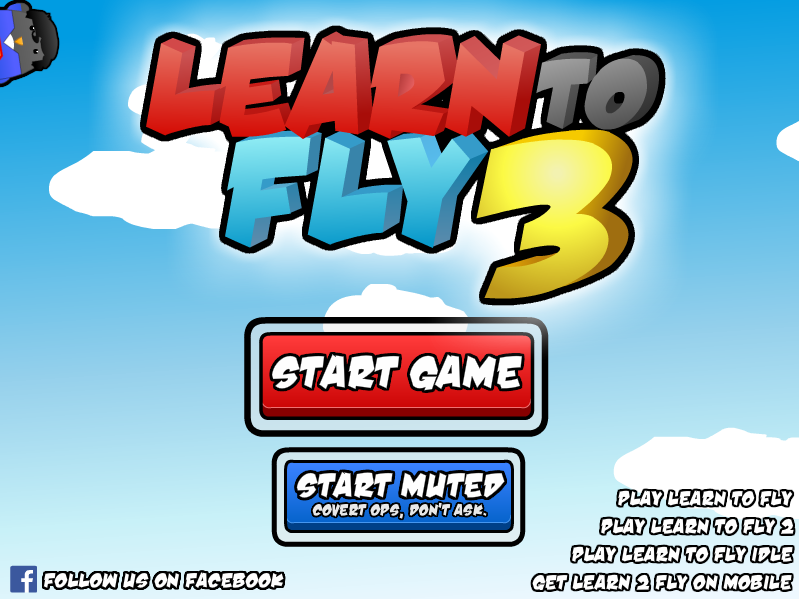 LEARN TO
FLY 3
START GAME
START MUTED
COVERT OPS, DON'T ASK.
PLAY LEARN TO FLY
PLAY LEARN TO FLY 2
PLAY LEARN TO FLY IDLE
GET LEARN 2 FLY ON MOBILE
f FOLLOW US ON FACEBOOK